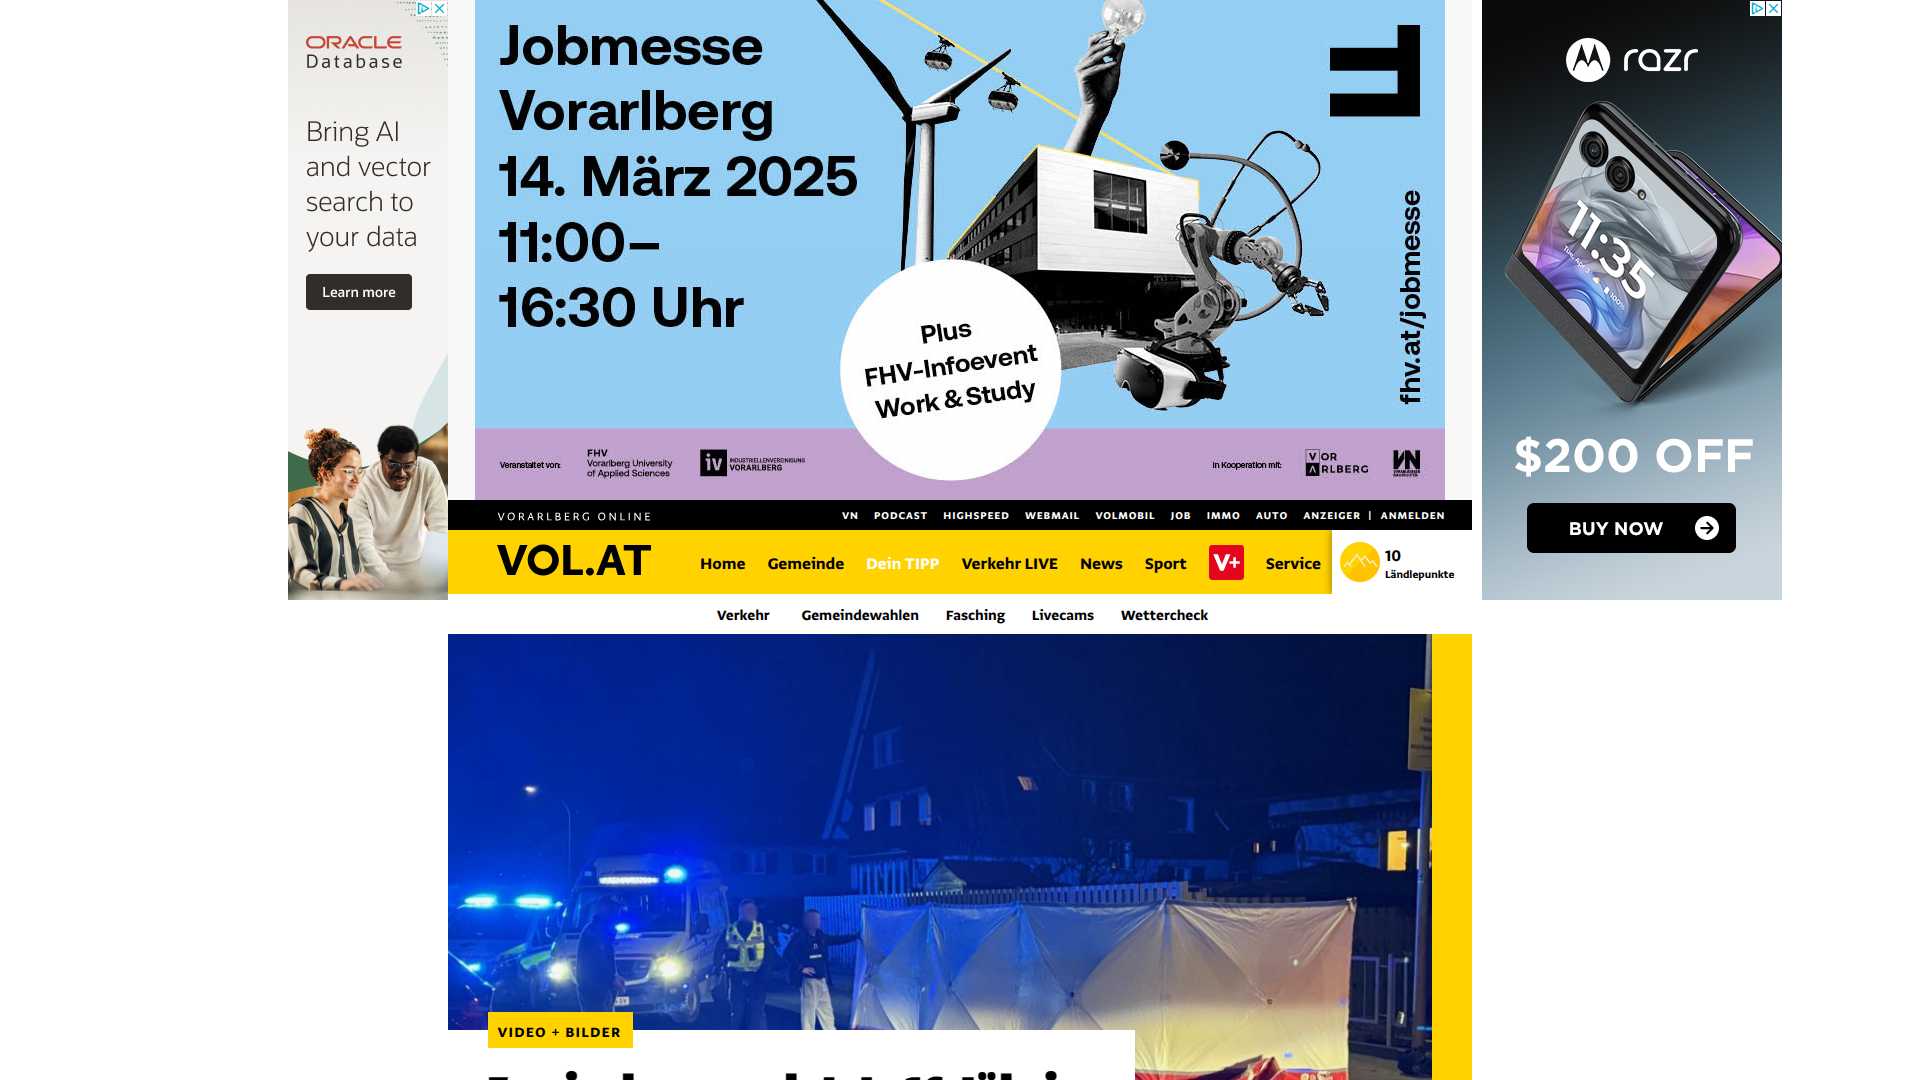 ORACLE
Database
Bring AI
and vector
search to
your data
Learn more
Jobmesse
Vorarlberg
14. März 2025
11:00–
16:30 Uhr
Plus
FHV-Infoevent
Work & Study
fhv.at/jobmesse
Veranstaltet von:
FHV
Vorarlberg University
of Applied Sciences
iv
INDUSTRIELLENVEREINIGUNG
VORARLBERG
in Kooperation mit:
VOR
ARLBERG
VN
razr
11:35
$200 OFF
BUY NOW
VORARLBERG ONLINE
VN PODCAST HIGHSPEED WEBMAIL VOLMOBIL JOB IMMO AUTO ANZEIGER | ANMELDEN
VOL.AT
Home Gemeinde Dein TIPP Verkehr LIVE News Sport V+ Service
10
Ländlepunkte
Verkehr Gemeindewahlen Fasching Livecams Wettercheck
VIDEO + BILDER